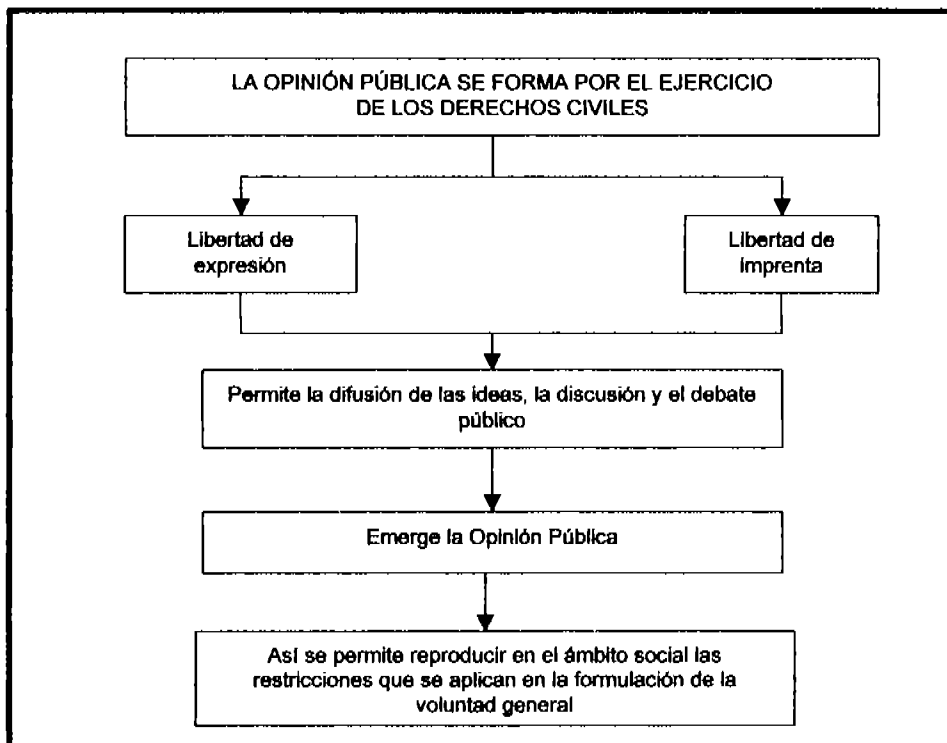 LA OPINIÓN PÚBLICA SE FORMA POR EL EJERCICIO
DE LOS DERECHOS CIVILES
Libertad de
expresión
Libertad de
imprenta
Permite la difusión de las ideas, la discusión y el debate
público
Emerge la Opinión Pública
Así se permite reproducir en el ámbito social las
restricciones que se aplican en la formulación de la
voluntad general